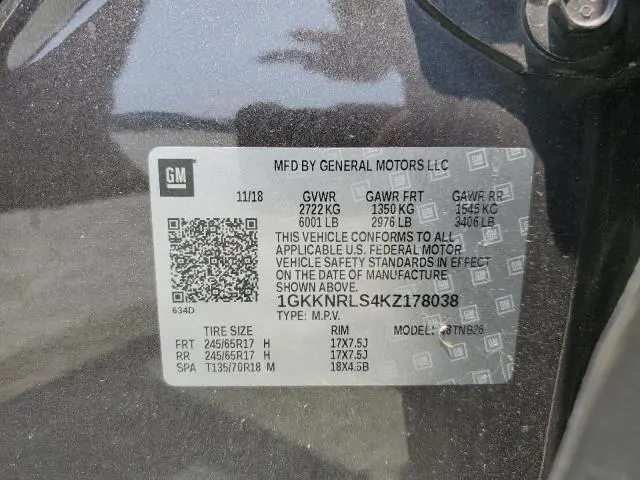 GM
MFD BY GENERAL MOTORS LLC
11/18 GVWR GAWR FRT GAWR RR
2722 KG 1350 KG 1545 KG
6001 LB 2976 LB 3406 LB
THIS VEHICLE CONFORMS TO ALL
APPLICABLE U.S. FEDERAL MOTOR
VEHICLE SAFETY STANDARDS IN EFFECT
ON THE DATE OF MANUFACTURE SHOWN ABOVE.
1GKKNRLS4KZ178038
634D TYPE: M.P.V.
TIRE SIZE RIM MODEL:
FRT 245/65R17 H 17X7.5J
RR 245/65R17 H 17X7.5J
SPA T135/70R18 M 18X4.5B